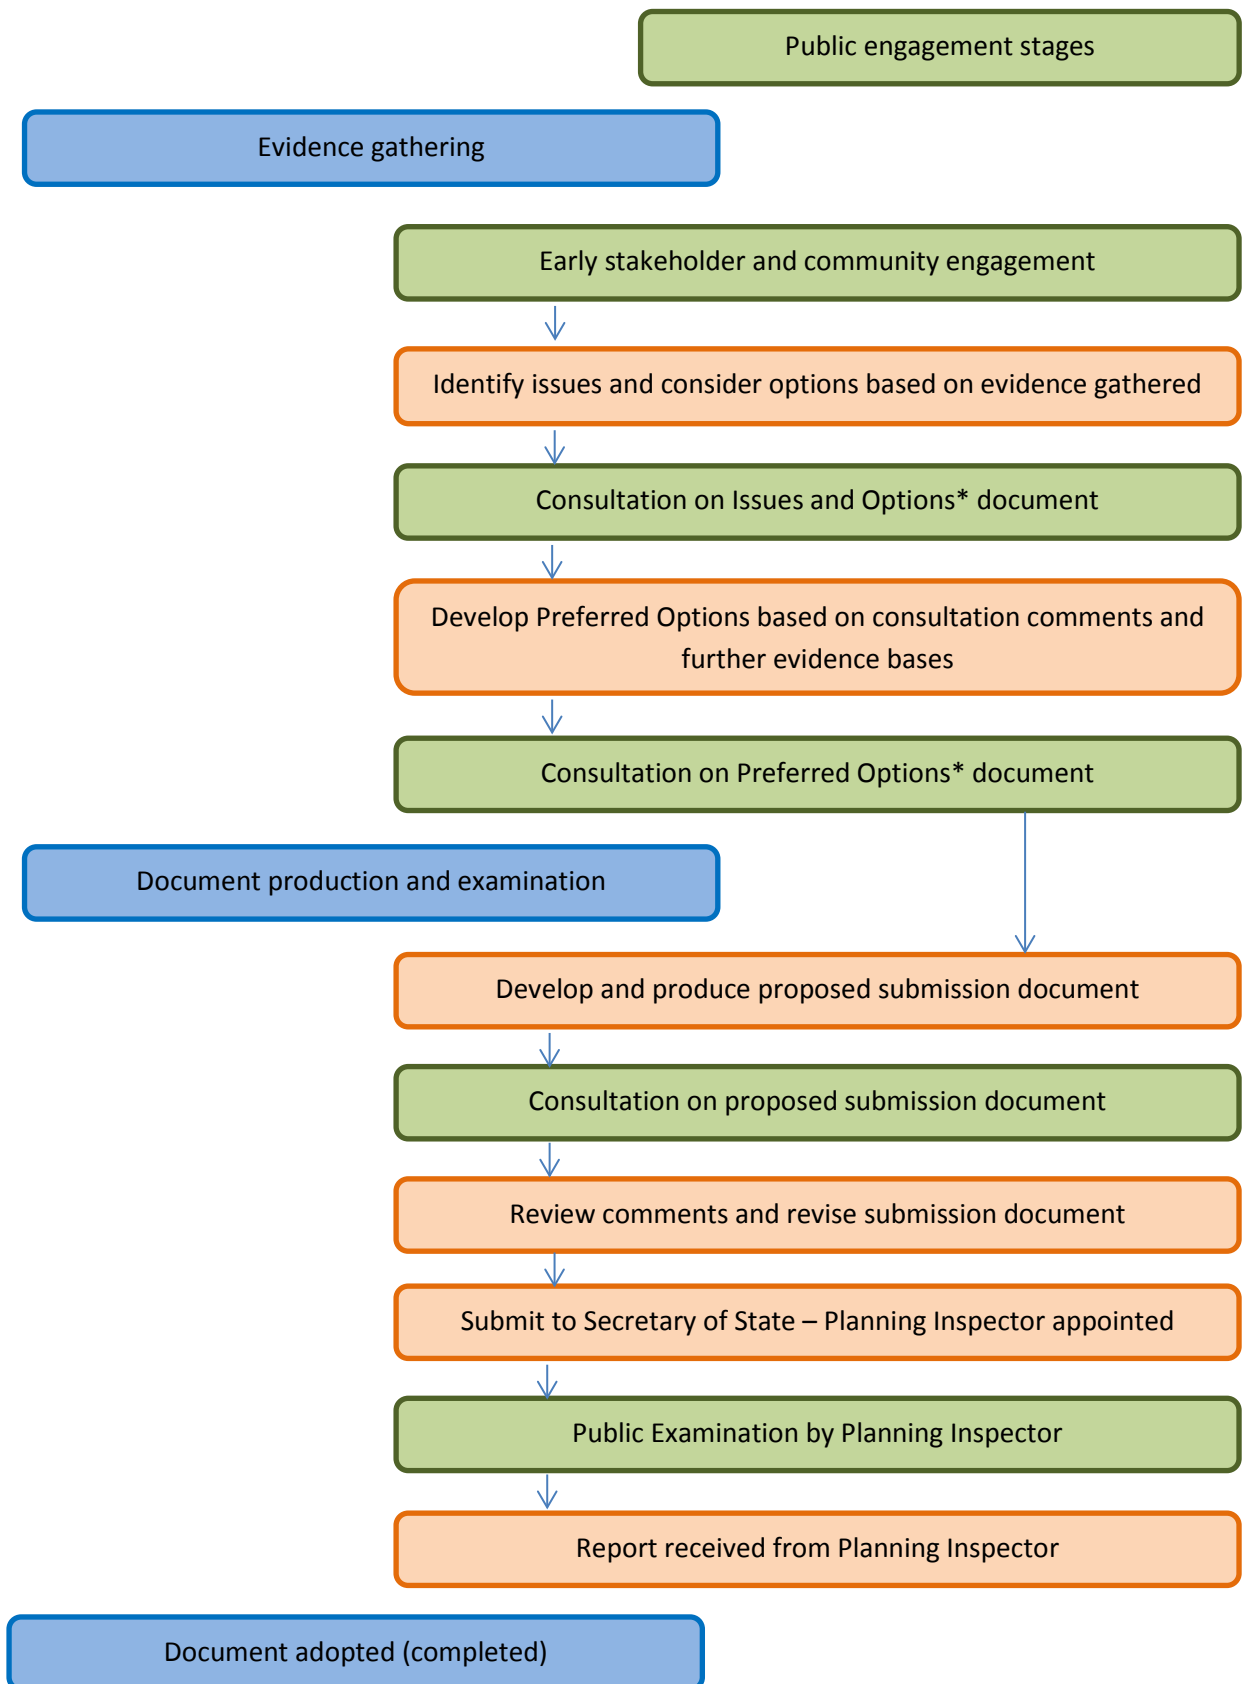 Public engagement stages
Evidence gathering
Early stakeholder and community engagement
Identify issues and consider options based on evidence gathered
Consultation on Issues and Options* document
Develop Preferred Options based on consultation comments and
further evidence bases
Consultation on Preferred Options* document
Document production and examination
Develop and produce proposed submission document
Consultation on proposed submission document
Review comments and revise submission document
Submit to Secretary of State – Planning Inspector appointed
Public Examination by Planning Inspector
Report received from Planning Inspector
Document adopted (completed)